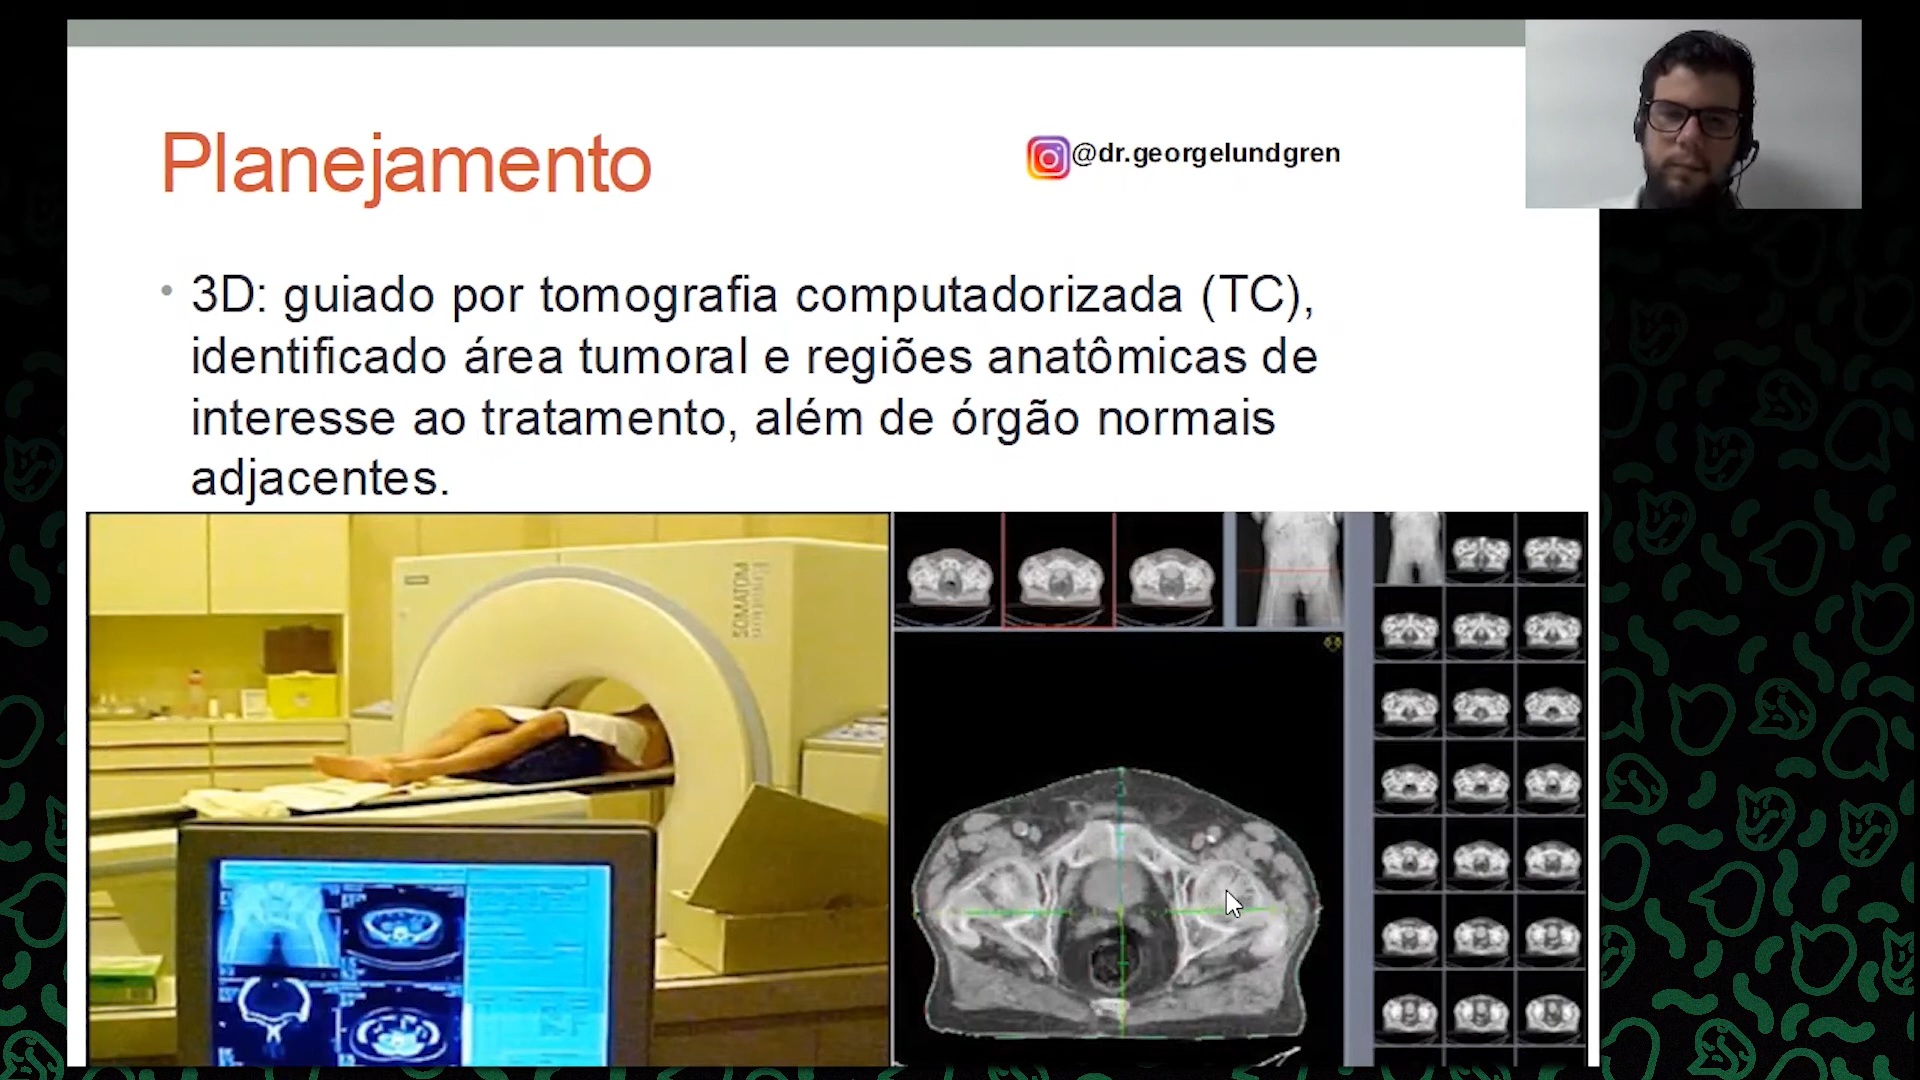 Planejamento
@dr.georgelundgren
• 3D: guiado por tomografia computadorizada (TC),
identificado área tumoral e regiões anatômicas de
interesse ao tratamento, além de órgão normais
adjacentes.
SOMATOM